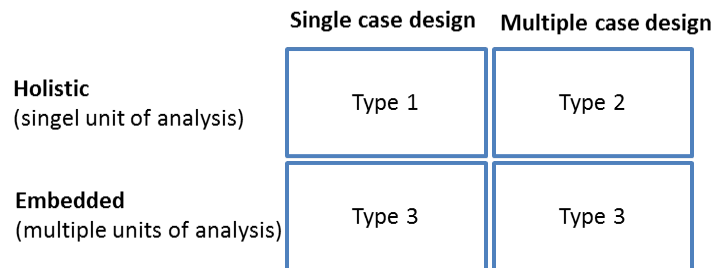 Single case design Multiple case design
Holistic
(singel unit of analysis)
Type 1 Type 2
Embedded
(multiple units of analysis)
Type 3 Type 3